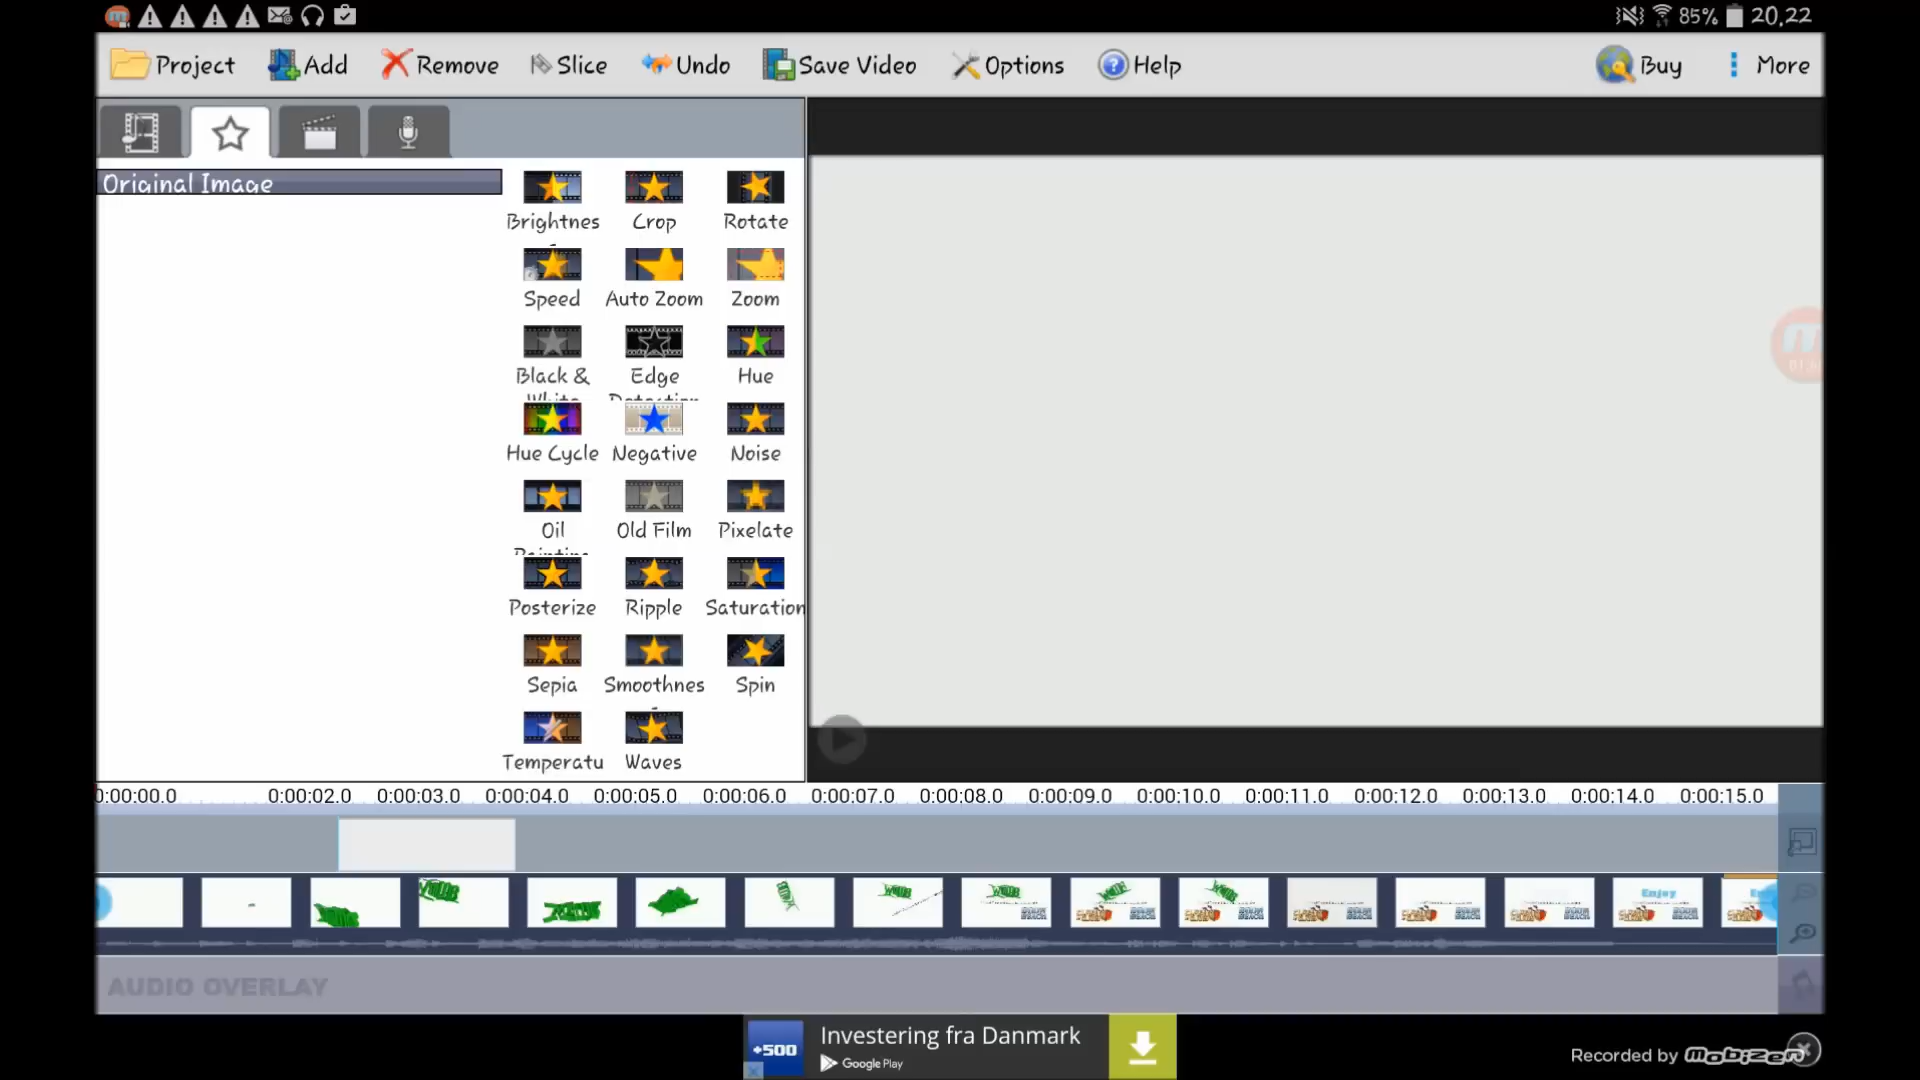 85% 20,22
Project Add Remove Slice Undo Save Video Options Help Buy More
Original Image
Brightnes Crop Rotate
Speed Auto Zoom Zoom
Black & Edge Hue
White Detection
Hue Cycle Negative Noise
Oil Old Film Pixelate
Painting
Posterize Ripple Saturation
Sepia Smoothnes Spin
Temperatu Waves
0:00:00.0 0:00:02.0 0:00:03.0 0:00:04.0 0:00:05.0 0:00:06.0 0:00:07.0 0:00:08.0 0:00:09.0 0:00:10.0 0:00:11.0 0:00:12.0 0:00:13.0 0:00:14.0 0:00:15.0
Enjoy
AUDIO OVERLAY
+500
Investering fra Danmark
Google Play
Recorded by Mobizen